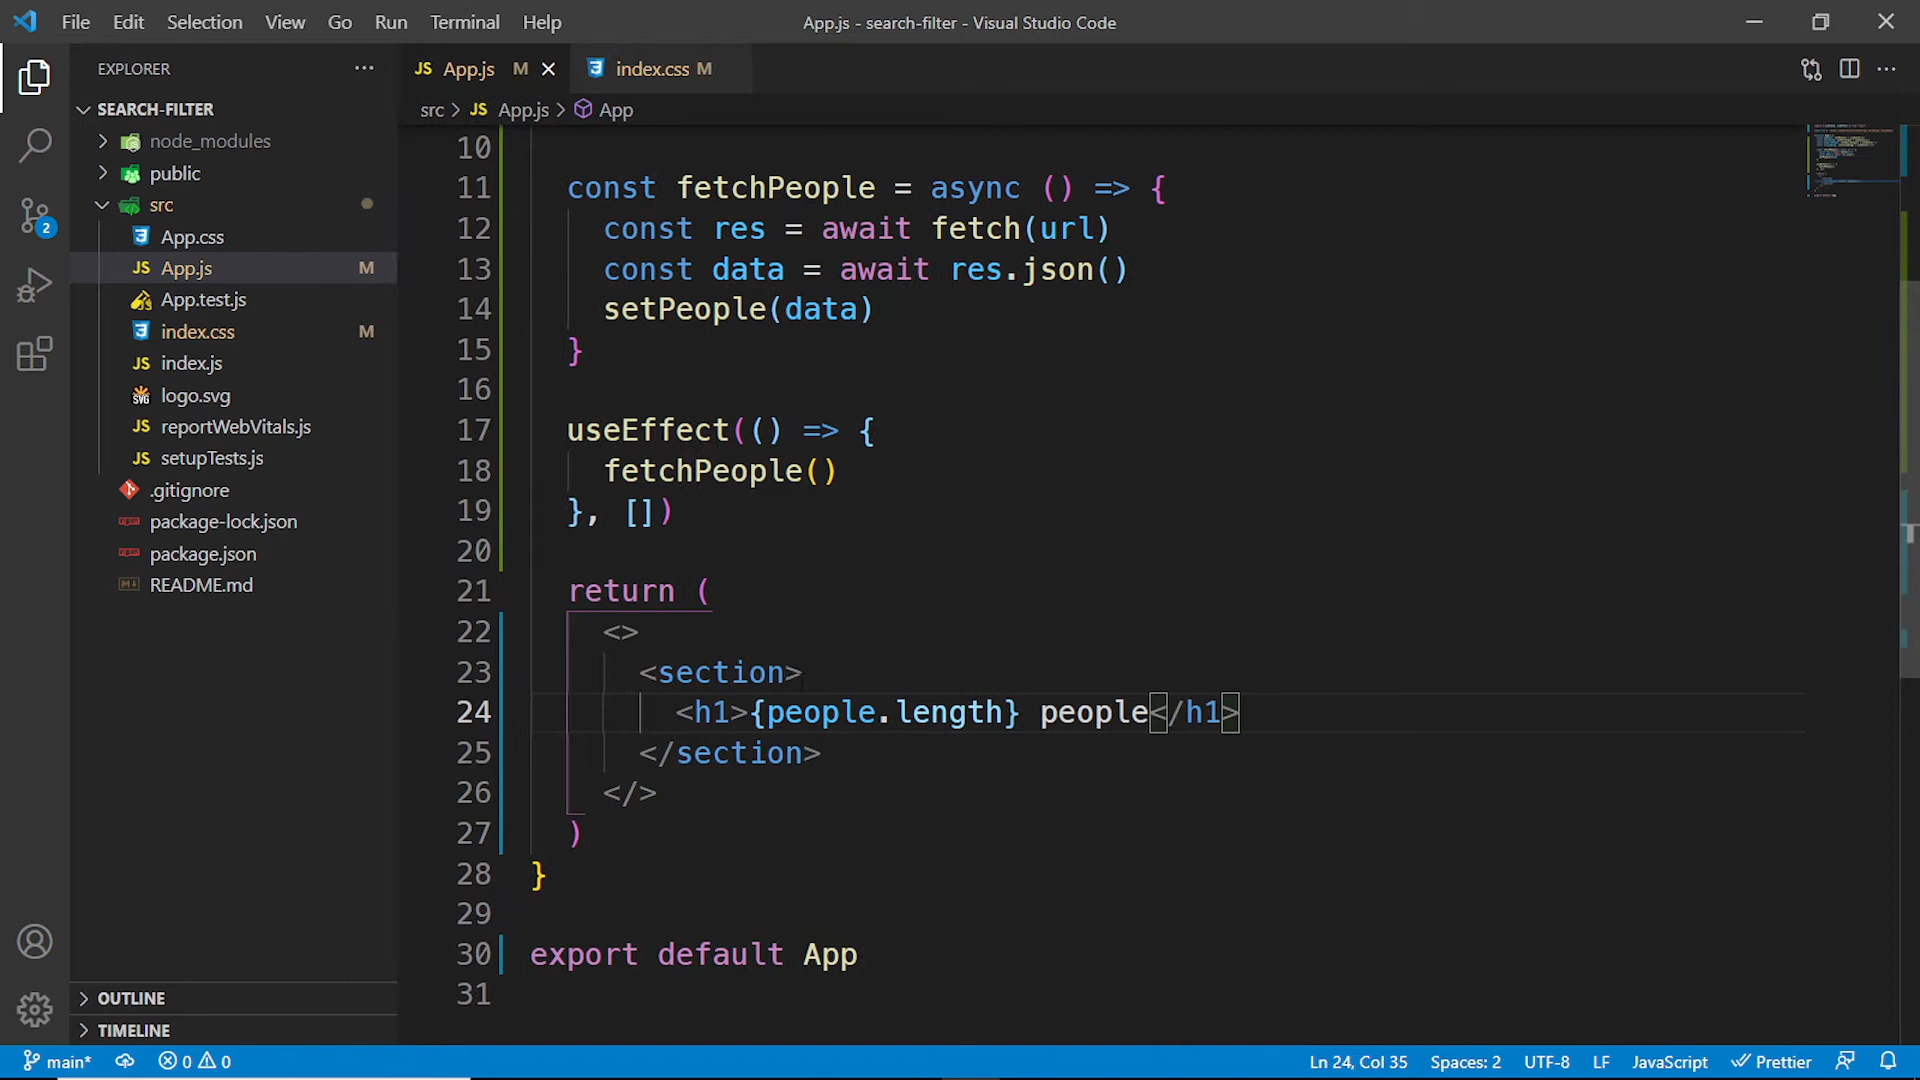 File Edit Selection View Go Run Terminal Help App.js - search-filter - Visual Studio Code
EXPLORER
SEARCH-FILTER
node_modules
public
src
App.css
App.js M
App.test.js
index.css M
index.js
logo.svg
reportWebVitals.js
setupTests.js
.gitignore
package-lock.json
package.json
README.md
OUTLINE
TIMELINE
2
JS App.js M index.css M
src > JS App.js > App
10
11 const fetchPeople = async () => {
12 const res = await fetch(url)
13 const data = await res.json()
14 setPeople(data)
15 }
16
17 useEffect(() => {
18 fetchPeople()
19 }, [])
20
21 return (
22 <>
23 <section>
24 <h1>{people.length} people</h1>
25 </section>
26 </>
27 )
28 }
29
30 export default App
31
main* 0 0 Ln 24, Col 35 Spaces: 2 UTF-8 LF JavaScript Prettier